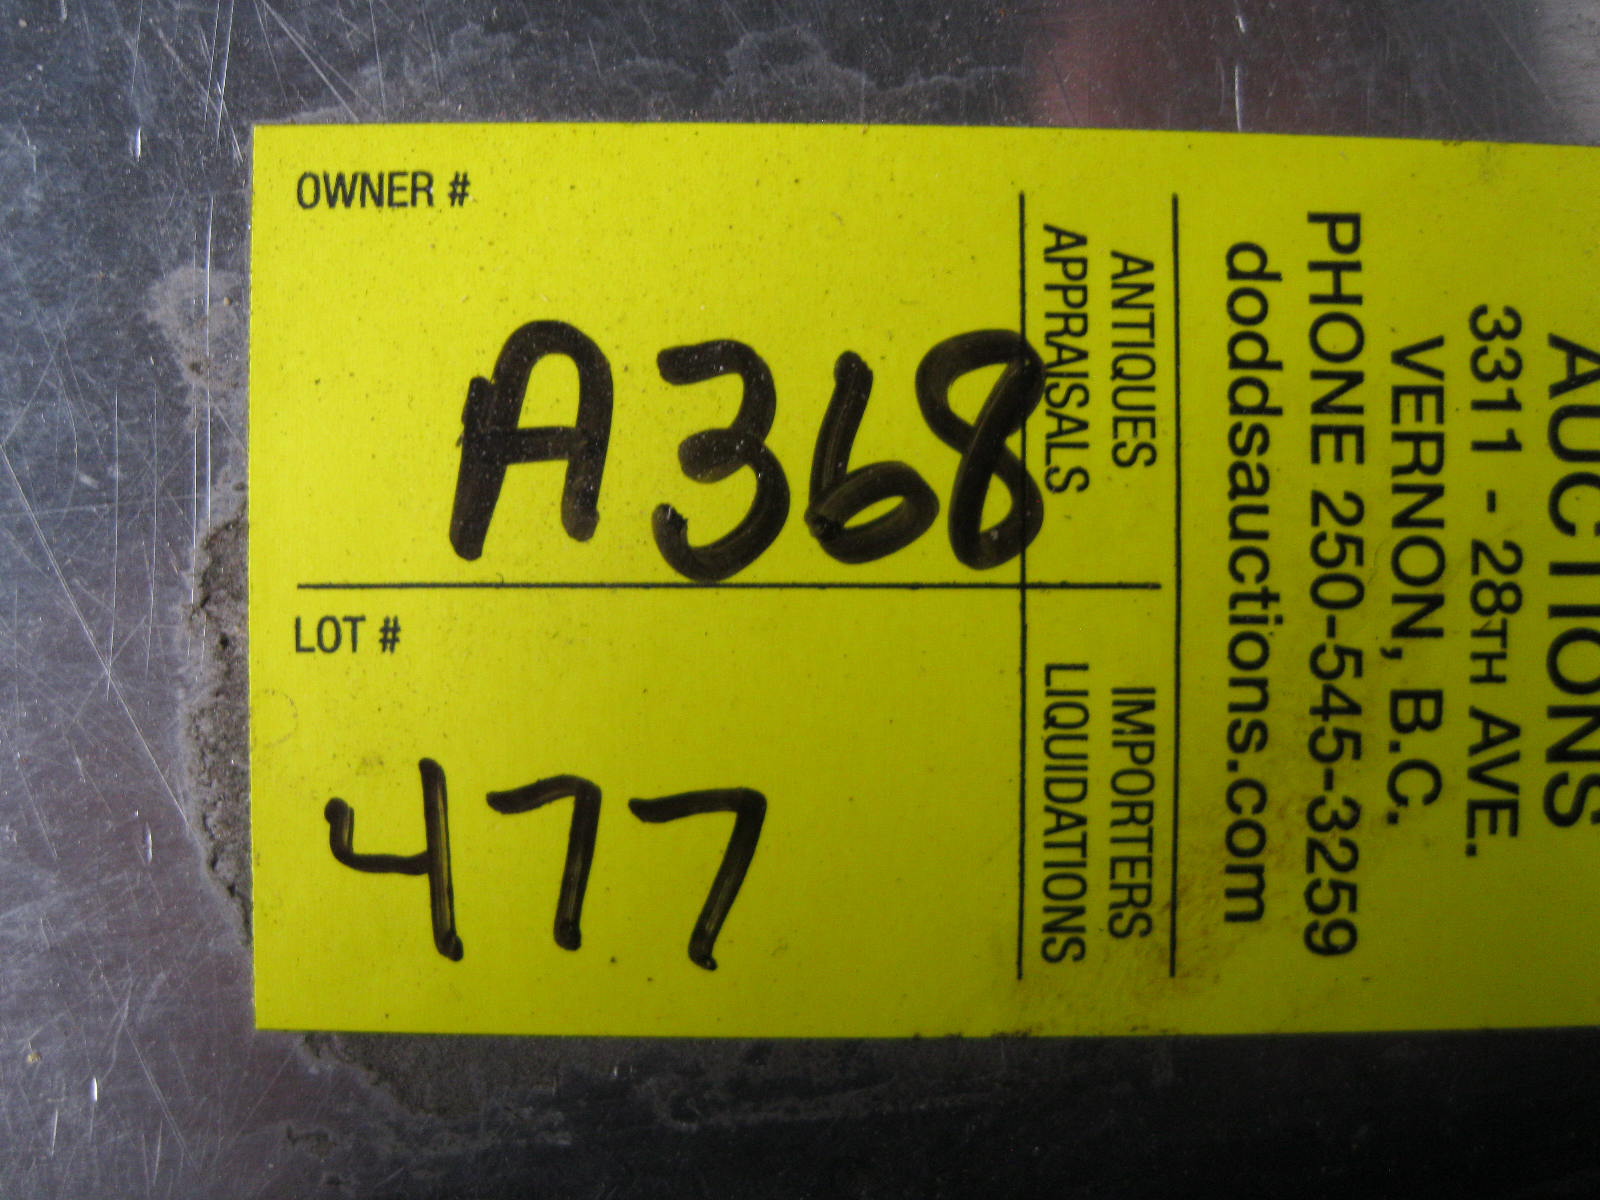 AUCTIONS
3311 - 28TH AVE.
VERNON, B.C.
PHONE 250-545-3259
doddsauctions.com
ANTIQUES IMPORTERS
APPRAISALS LIQUIDATIONS
OWNER #
A368
LOT #
477